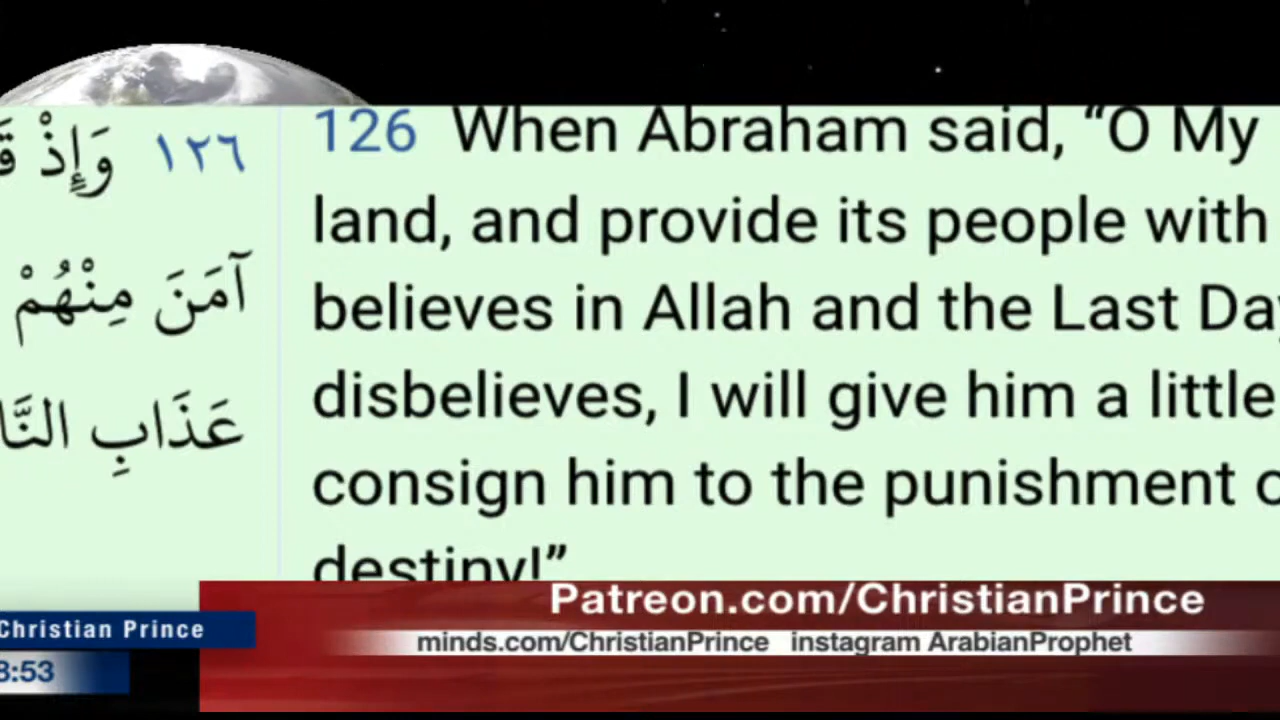 وَإِذْ ١٢٦
آمَنَ مِنْهُمْ
عَذَابِ
126 When Abraham said, “O My
land, and provide its people with
believes in Allah and the Last
disbelieves, I will give him a little
consign him to the punishment
destiny!”
Patreon.com/ChristianPrince
Christian Prince
minds.com/ChristianPrince instagram ArabianProphet
8:53